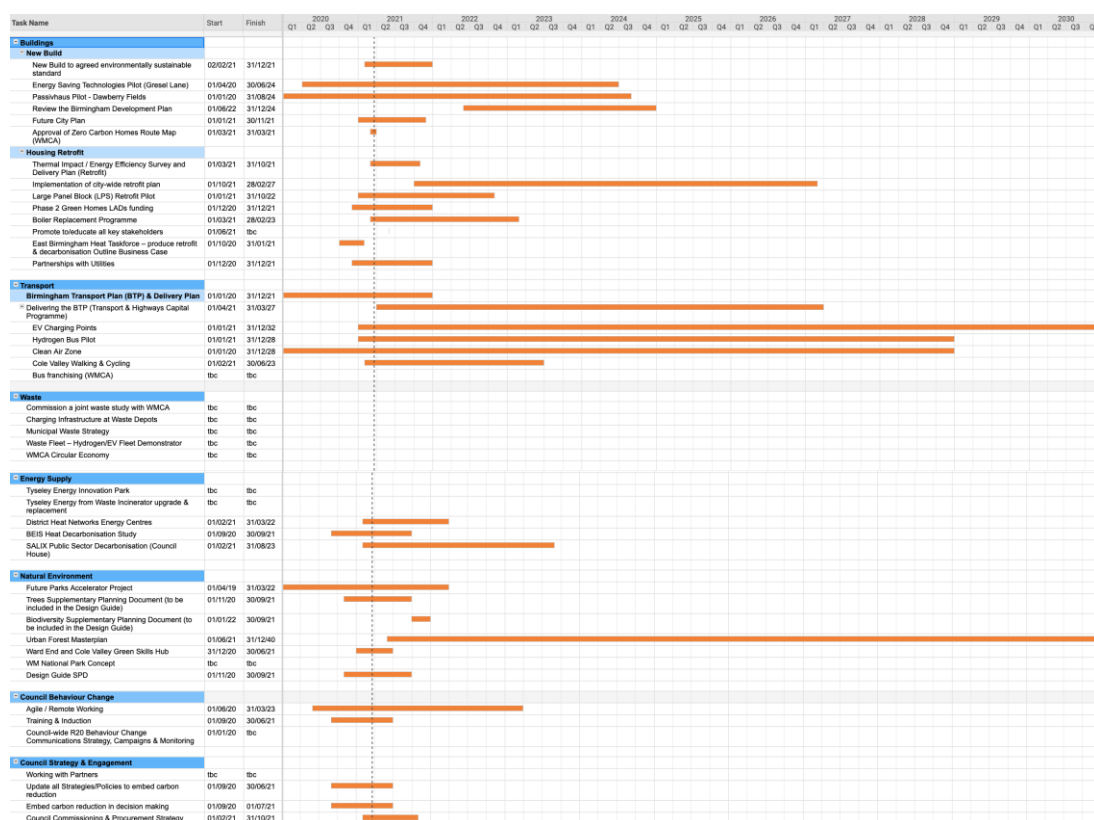 Task Name Start Finish 2020 2021 2022 2023 2024 2025 2026 2027 2028 2029 2030
Q1 Q2 Q3 Q4 Q1 Q2 Q3 Q4 Q1 Q2 Q3 Q4 Q1 Q2 Q3 Q4 Q1 Q2 Q3 Q4 Q1 Q2 Q3 Q4 Q1 Q2 Q3 Q4 Q1 Q2 Q3 Q4 Q1 Q2 Q3 Q4 Q1 Q2 Q3 Q4 Q1 Q2 Q3
Buildings
New Build
New Build to agreed environmentally sustainable 02/02/21 31/12/21
standard
Energy Saving Technologies Pilot (Gresel Lane) 01/04/20 30/06/24
Passivhaus Pilot - Dawberry Fields 01/01/20 31/08/24
Review the Birmingham Development Plan 01/06/22 31/12/24
Future City Plan 01/01/21 30/11/21
Approval of Zero Carbon Homes Route Map 01/03/21 31/03/21
(WMCA)
Housing Retrofit
Thermal Impact / Energy Efficiency Survey and 01/03/21 31/10/21
Delivery Plan (Retrofit)
Implementation of city-wide retrofit plan 01/10/21 28/02/27
Large Panel Block (LPS) Retrofit Pilot 01/01/21 31/10/22
Phase 2 Green Homes LADs funding 01/12/20 31/12/21
Boiler Replacement Programme 01/03/21 28/02/23
Promote to/educate all key stakeholders 01/06/21 tbc
East Birmingham Heat Taskforce – produce retrofit 01/10/20 31/01/21
& decarbonisation Outline Business Case
Partnerships with Utilities 01/12/20 31/12/21
Transport
Birmingham Transport Plan (BTP) & Delivery Plan 01/01/20 31/12/21
Delivering the BTP (Transport & Highways Capital 01/04/21 31/03/27
Programme)
EV Charging Points 01/01/21 31/12/32
Hydrogen Bus Pilot 01/01/21 31/12/28
Clean Air Zone 01/01/20 31/12/28
Cole Valley Walking & Cycling 01/02/21 30/06/23
Bus franchising (WMCA) tbc tbc
Waste
Commission a joint waste study with WMCA tbc tbc
Charging Infrastructure at Waste Depots tbc tbc
Municipal Waste Strategy tbc tbc
Waste Fleet – Hydrogen/EV Fleet Demonstrator tbc tbc
WMCA Circular Economy tbc tbc
Energy Supply
Tyseley Energy Innovation Park tbc tbc
Tyseley Energy from Waste Incinerator upgrade & tbc tbc
replacement
District Heat Networks Energy Centres 01/02/21 31/03/22
BEIS Heat Decarbonisation Study 01/09/20 30/09/21
SALIX Public Sector Decarbonisation (Council 01/02/21 31/08/23
House)
Natural Environment
Future Parks Accelerator Project 01/04/19 31/03/22
Trees Supplementary Planning Document (to be 01/11/20 30/09/21
included in the Design Guide)
Biodiversity Supplementary Planning Document (to 01/01/22 30/09/21
be included in the Design Guide)
Urban Forest Masterplan 01/06/21 31/12/40
Ward End and Cole Valley Green Skills Hub 31/12/20 30/06/21
WM National Park Concept tbc tbc
Design Guide SPD 01/11/20 30/09/21
Council Behaviour Change
Agile / Remote Working 01/06/20 31/03/23
Training & Induction 01/09/20 30/06/21
Council-wide R20 Behaviour Change 01/01/20 tbc
Communications Strategy, Campaigns & Monitoring
Council Strategy & Engagement
Working with Partners tbc tbc
Update all Strategies/Policies to embed carbon 01/09/20 30/06/21
reduction
Embed carbon reduction in decision making 01/09/20 01/07/21
Council Commissioning & Procurement Strategy 01/02/21 31/10/21